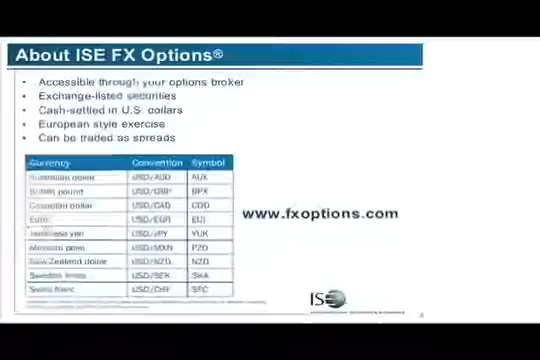 About ISE FX Options®
• Accessible through your options broker
• Exchange-listed securities
• Cash-settled in U.S. dollars
• European style exercise
• Can be traded as spreads
Currency Convention Symbol
Australian dollar USD/AUD AUX
British pound USD/GBP BPX
Canadian dollar USD/CAD CDD
Euro USD/EUR EUI
Japanese yen USD/JPY YUK
Mexican peso USD/MXN PZO
New Zealand dollar USD/NZD NZD
Swedish krona USD/SEK SKA
Swiss franc USD/CHF SFC
www.fxoptions.com
ISE